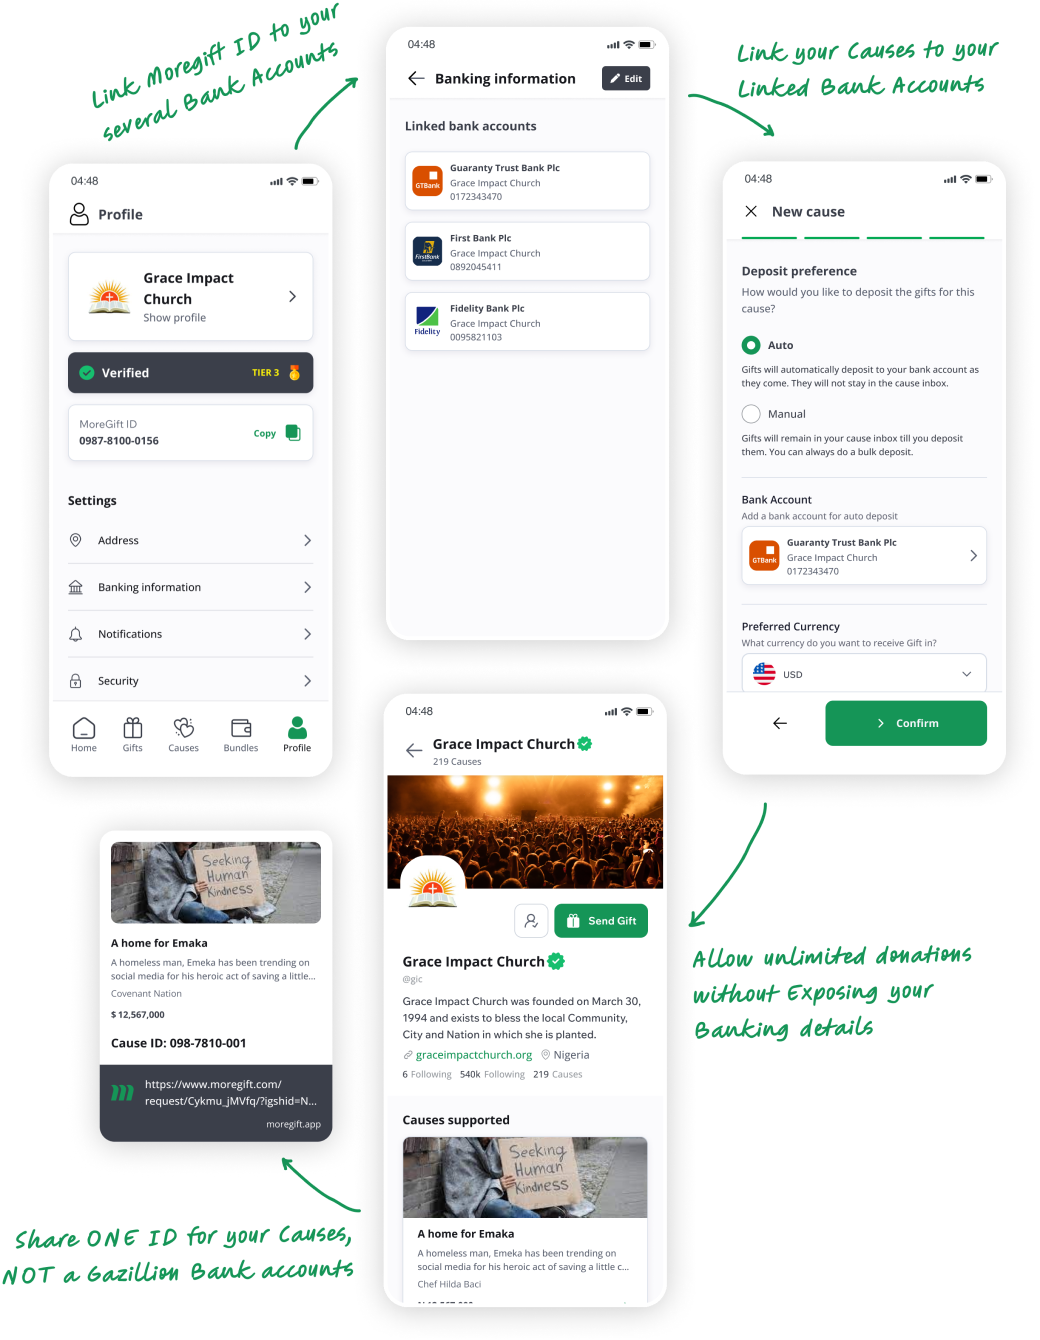 Link Moregift ID to your
several Bank Accounts
04:48
Profile
Grace Impact
Church
Show profile
Verified
TIER 3
MoreGift ID
0987-8100-0156
Copy
Settings
Address
Banking information
Notifications
Security
Home
Gifts
Causes
Bundles
Profile
04:48
Banking information
Edit
Linked bank accounts
GTBank
Guaranty Trust Bank Plc
Grace Impact Church
0172343470
FirstBank
First Bank Plc
Grace Impact Church
0892045411
Fidelity
Fidelity Bank Plc
Grace Impact Church
0095821103
Link your Causes to your
Linked Bank Accounts
04:48
New cause
Deposit preference
How would you like to deposit the gifts for this
cause?
Auto
Gifts will automatically deposit to your bank account as
they come. They will not stay in the cause inbox.
Manual
Gifts will remain in your cause inbox till you deposit
them. You can always do a bulk deposit.
Bank Account
Add a bank account for auto deposit
GTBank
Guaranty Trust Bank Plc
Grace Impact Church
0172343470
Preferred Currency
What currency do you want to receive Gift in?
USD
Confirm
Allow unlimited donations
without Exposing your
Banking details
04:48
Grace Impact Church
219 Causes
Send Gift
Grace Impact Church
@gic
Grace Impact Church was founded on March 30,
1994 and exists to bless the local Community,
City and Nation in which she is planted.
graceimpactchurch.org Nigeria
6 Following 540k Following 219 Causes
Causes supported
Seeking
Human
Kindness
A home for Emaka
A homeless man, Emeka has been trending on
social media for his heroic act of saving a little c...
Chef Hilda Baci
Seeking
Human
Kindness
A home for Emaka
A homeless man, Emeka has been trending on
social media for his heroic act of saving a little...
Covenant Nation
$ 12,567,000
Cause ID: 098-7810-001
https://www.moregift.com/
request/Cykmu_jMVfq/?igshid=N...
moregift.app
Share ONE ID for your Causes,
NOT a Gazillion Bank accounts